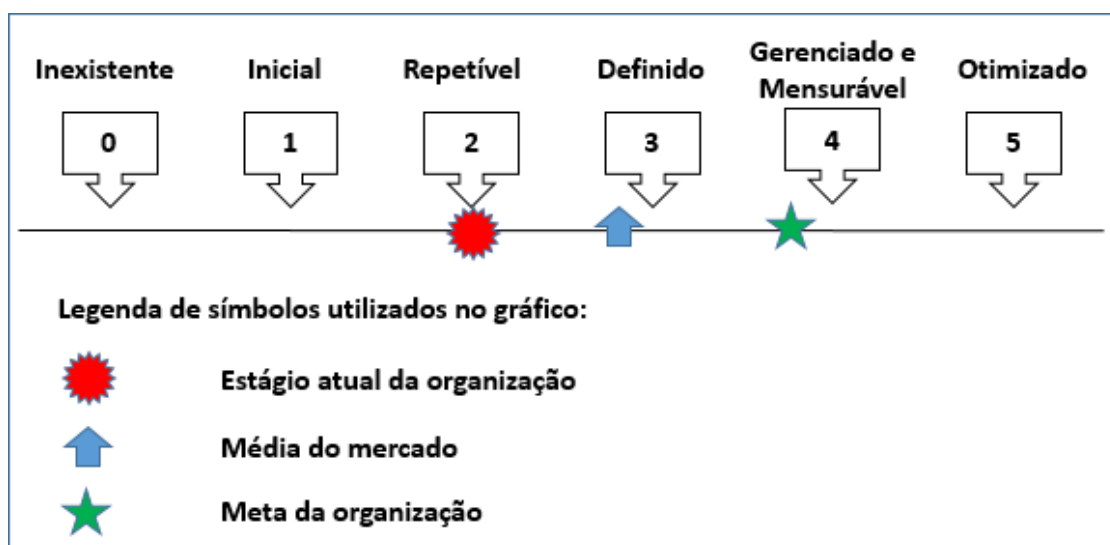 Inexistente
Inicial
Repetível
Definido
Gerenciado e
Mensurável
Otimizado
0
1
2
3
4
5
Legenda de símbolos utilizados no gráfico:
Estágio atual da organização
Média do mercado
Meta da organização